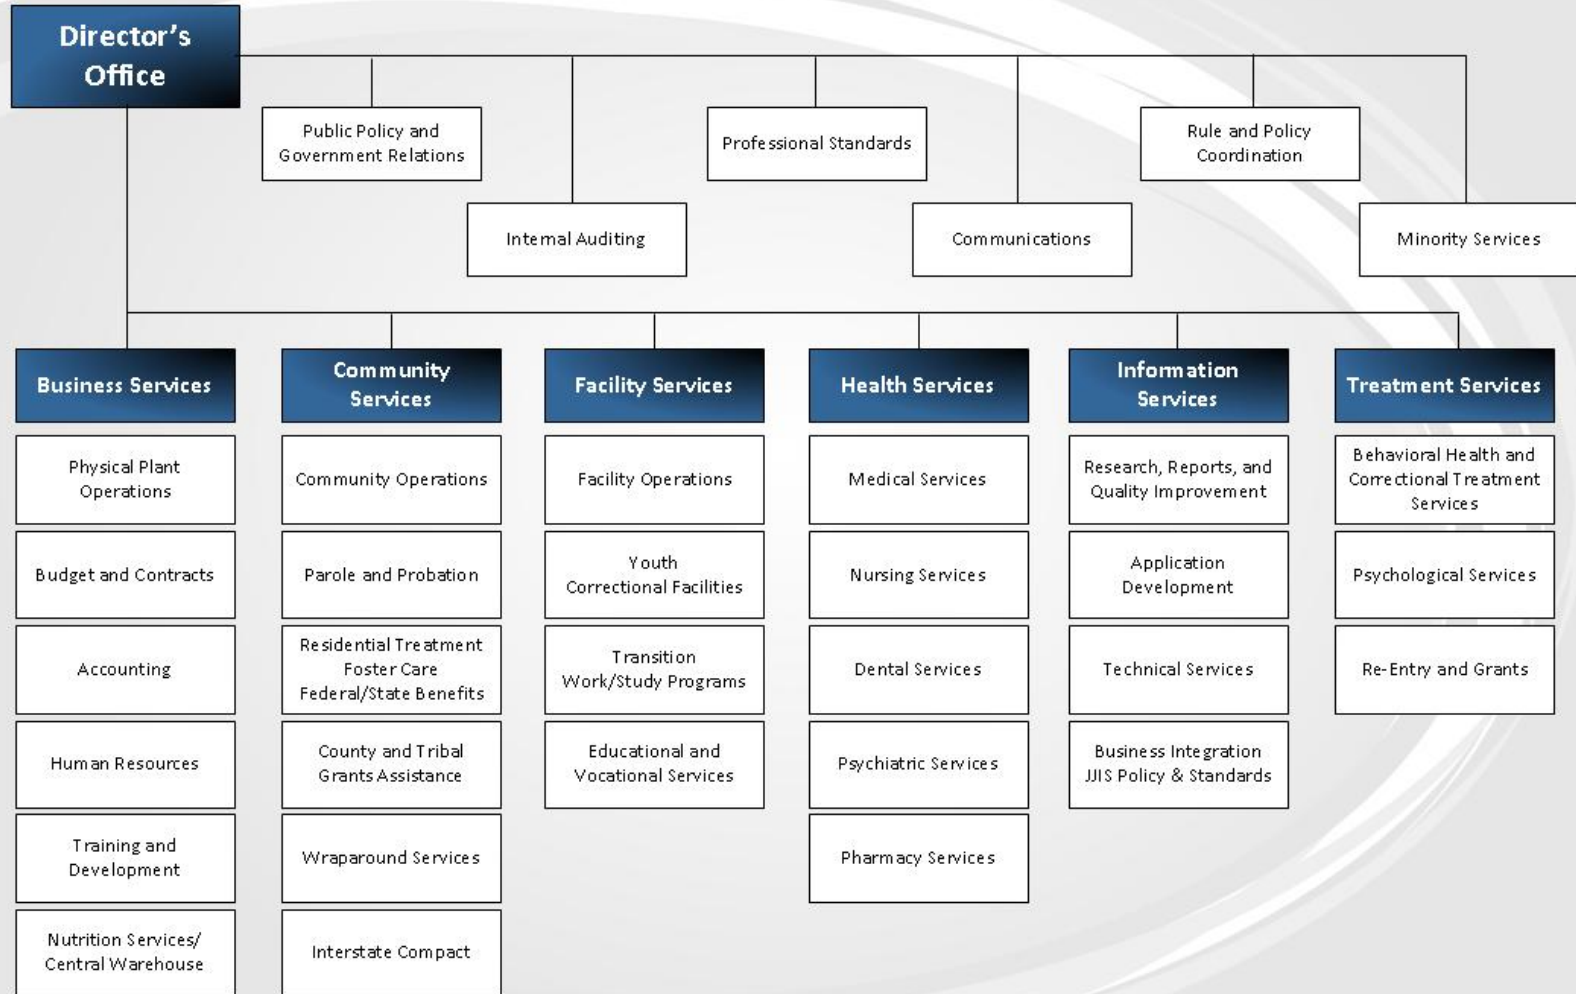 Director's
Office
Public Policy and
Government Relations
Professional Standards
Rule and Policy
Coordination
Internal Auditing
Communications
Minority Services
Business Services
Physical Plant
Operations
Budget and Contracts
Accounting
Human Resources
Training and
Development
Nutrition Services/
Central Warehouse
Community
Services
Community Operations
Parole and Probation
Residential Treatment
Foster Care
Federal/State Benefits
County and Tribal
Grants Assistance
Wraparound Services
Interstate Compact
Facility Services
Facility Operations
Youth
Correctional Facilities
Transition
Work/Study Programs
Educational and
Vocational Services
Health Services
Medical Services
Nursing Services
Dental Services
Psychiatric Services
Pharmacy Services
Information
Services
Research, Reports, and
Quality Improvement
Application
Development
Technical Services
Business Integration
JJIS Policy & Standards
Treatment Services
Behavioral Health and
Correctional Treatment
Services
Psychological Services
Re-Entry and Grants